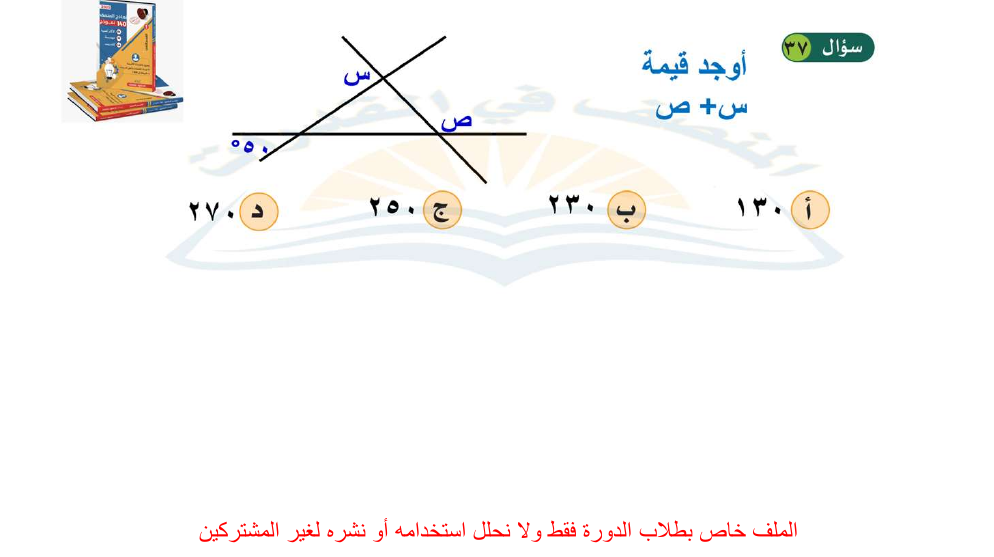 سؤال ٣٧
أوجد قيمة
س+ ص
س
ص
٥٠°
أ ١٣٠
ب ٢٣٠
ج ٢٥٠
د ٢٧٠
الملف خاص بطلاب الدورة فقط ولا نحلل استخدامه أو نشره لغير المشتركين